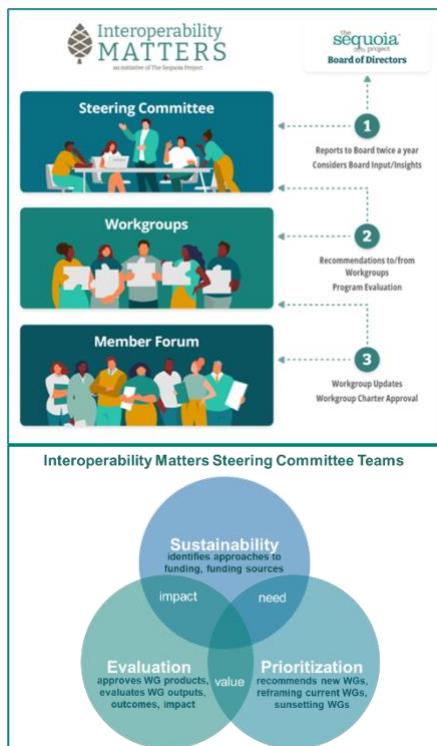 Interoperability
MATTERS
an initiative of The Sequoia Project
the
sequoia
project
Board of Directors
Steering Committee
1
Reports to Board twice a year
Considers Board Input/Insights
Workgroups
2
Recommendations to/from
Workgroups
Program Evaluation
Member Forum
3
Workgroup Updates
Workgroup Charter Approval
Interoperability Matters Steering Committee Teams
Sustainability
identifies approaches to
funding, funding sources
impact
need
Evaluation
approves WG products,
evaluates WG outputs,
outcomes, impact
value
Prioritization
recommends new WGs,
reframing current WGs,
sunsetting WGs